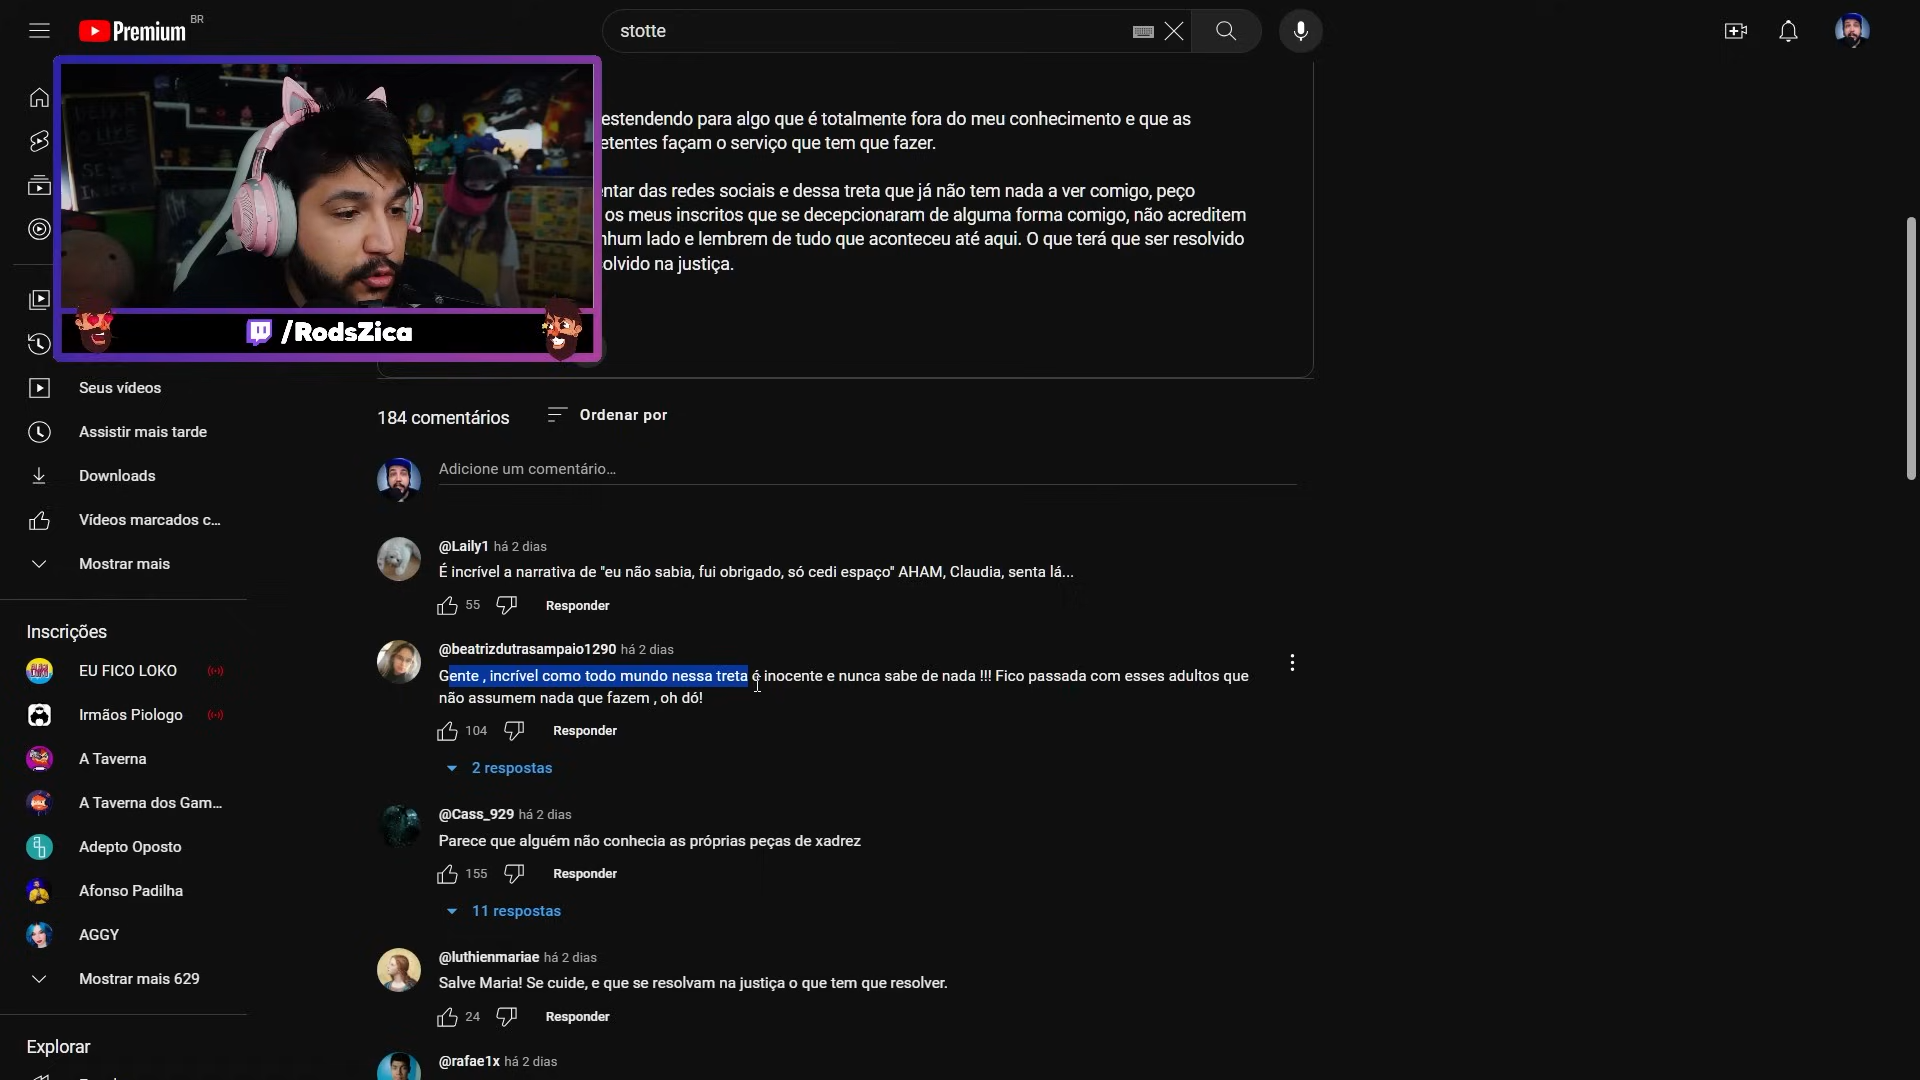 Premium
BR
stotte
estendendo para algo que é totalmente fora do meu conhecimento e que as
etentes façam o serviço que tem que fazer.
entar das redes sociais e dessa treta que já não tem nada a ver comigo, peço
os meus inscritos que se decepcionaram de alguma forma comigo, não acreditem
nhum lado e lembrem de tudo que aconteceu até aqui. O que terá que ser resolvido
olvido na justiça.
/RodsZica
Seus vídeos
Assistir mais tarde
Downloads
Vídeos marcados c...
Mostrar mais
Inscrições
EU FICO LOKO
Irmãos Piologo
A Taverna
A Taverna dos Gam...
Adepto Oposto
Afonso Padilha
AGGY
Mostrar mais 629
Explorar
184 comentários
Ordenar por
Adicione um comentário...
@Laily1 há 2 dias
É incrível a narrativa de "eu não sabia, fui obrigado, só cedi espaço" AHAM, Claudia, senta lá...
55
Responder
@beatrizdutrasampaio1290 há 2 dias
Gente , incrível como todo mundo nessa treta é inocente e nunca sabe de nada !!! Fico passada com esses adultos que
não assumem nada que fazem , oh dó!
104
Responder
2 respostas
@Cass_929 há 2 dias
Parece que alguém não conhecia as próprias peças de xadrez
155
Responder
11 respostas
@luthienmariae há 2 dias
Salve Maria! Se cuide, e que se resolvam na justiça o que tem que resolver.
24
Responder
@rafae1x há 2 dias